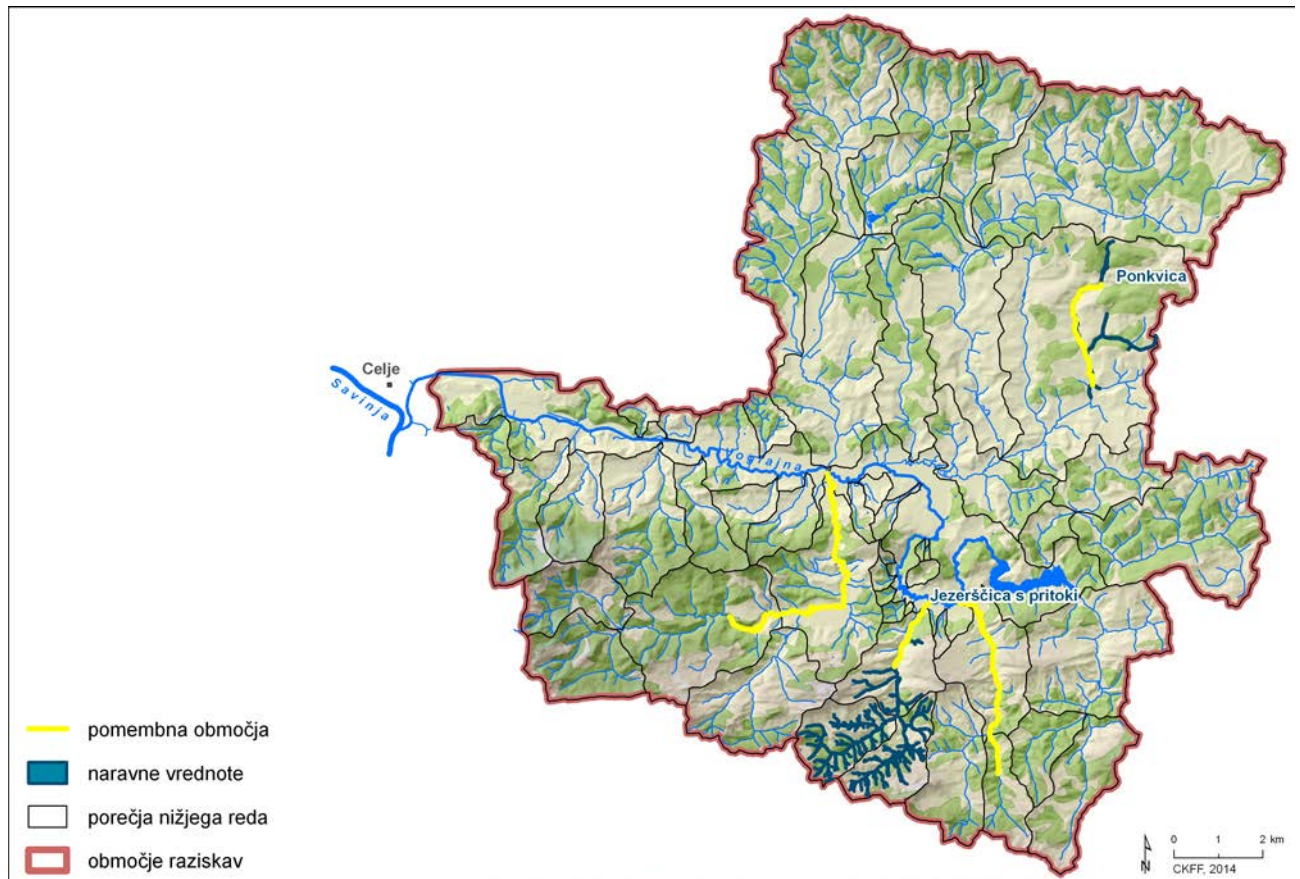 Ponkvica
Celje
Savinja
Voglajna
Jezerščica s pritoki
pomembna območja
naravne vrednote
porečja nižjega reda
območje raziskav
N
0 1 2 km
CKFF, 2014